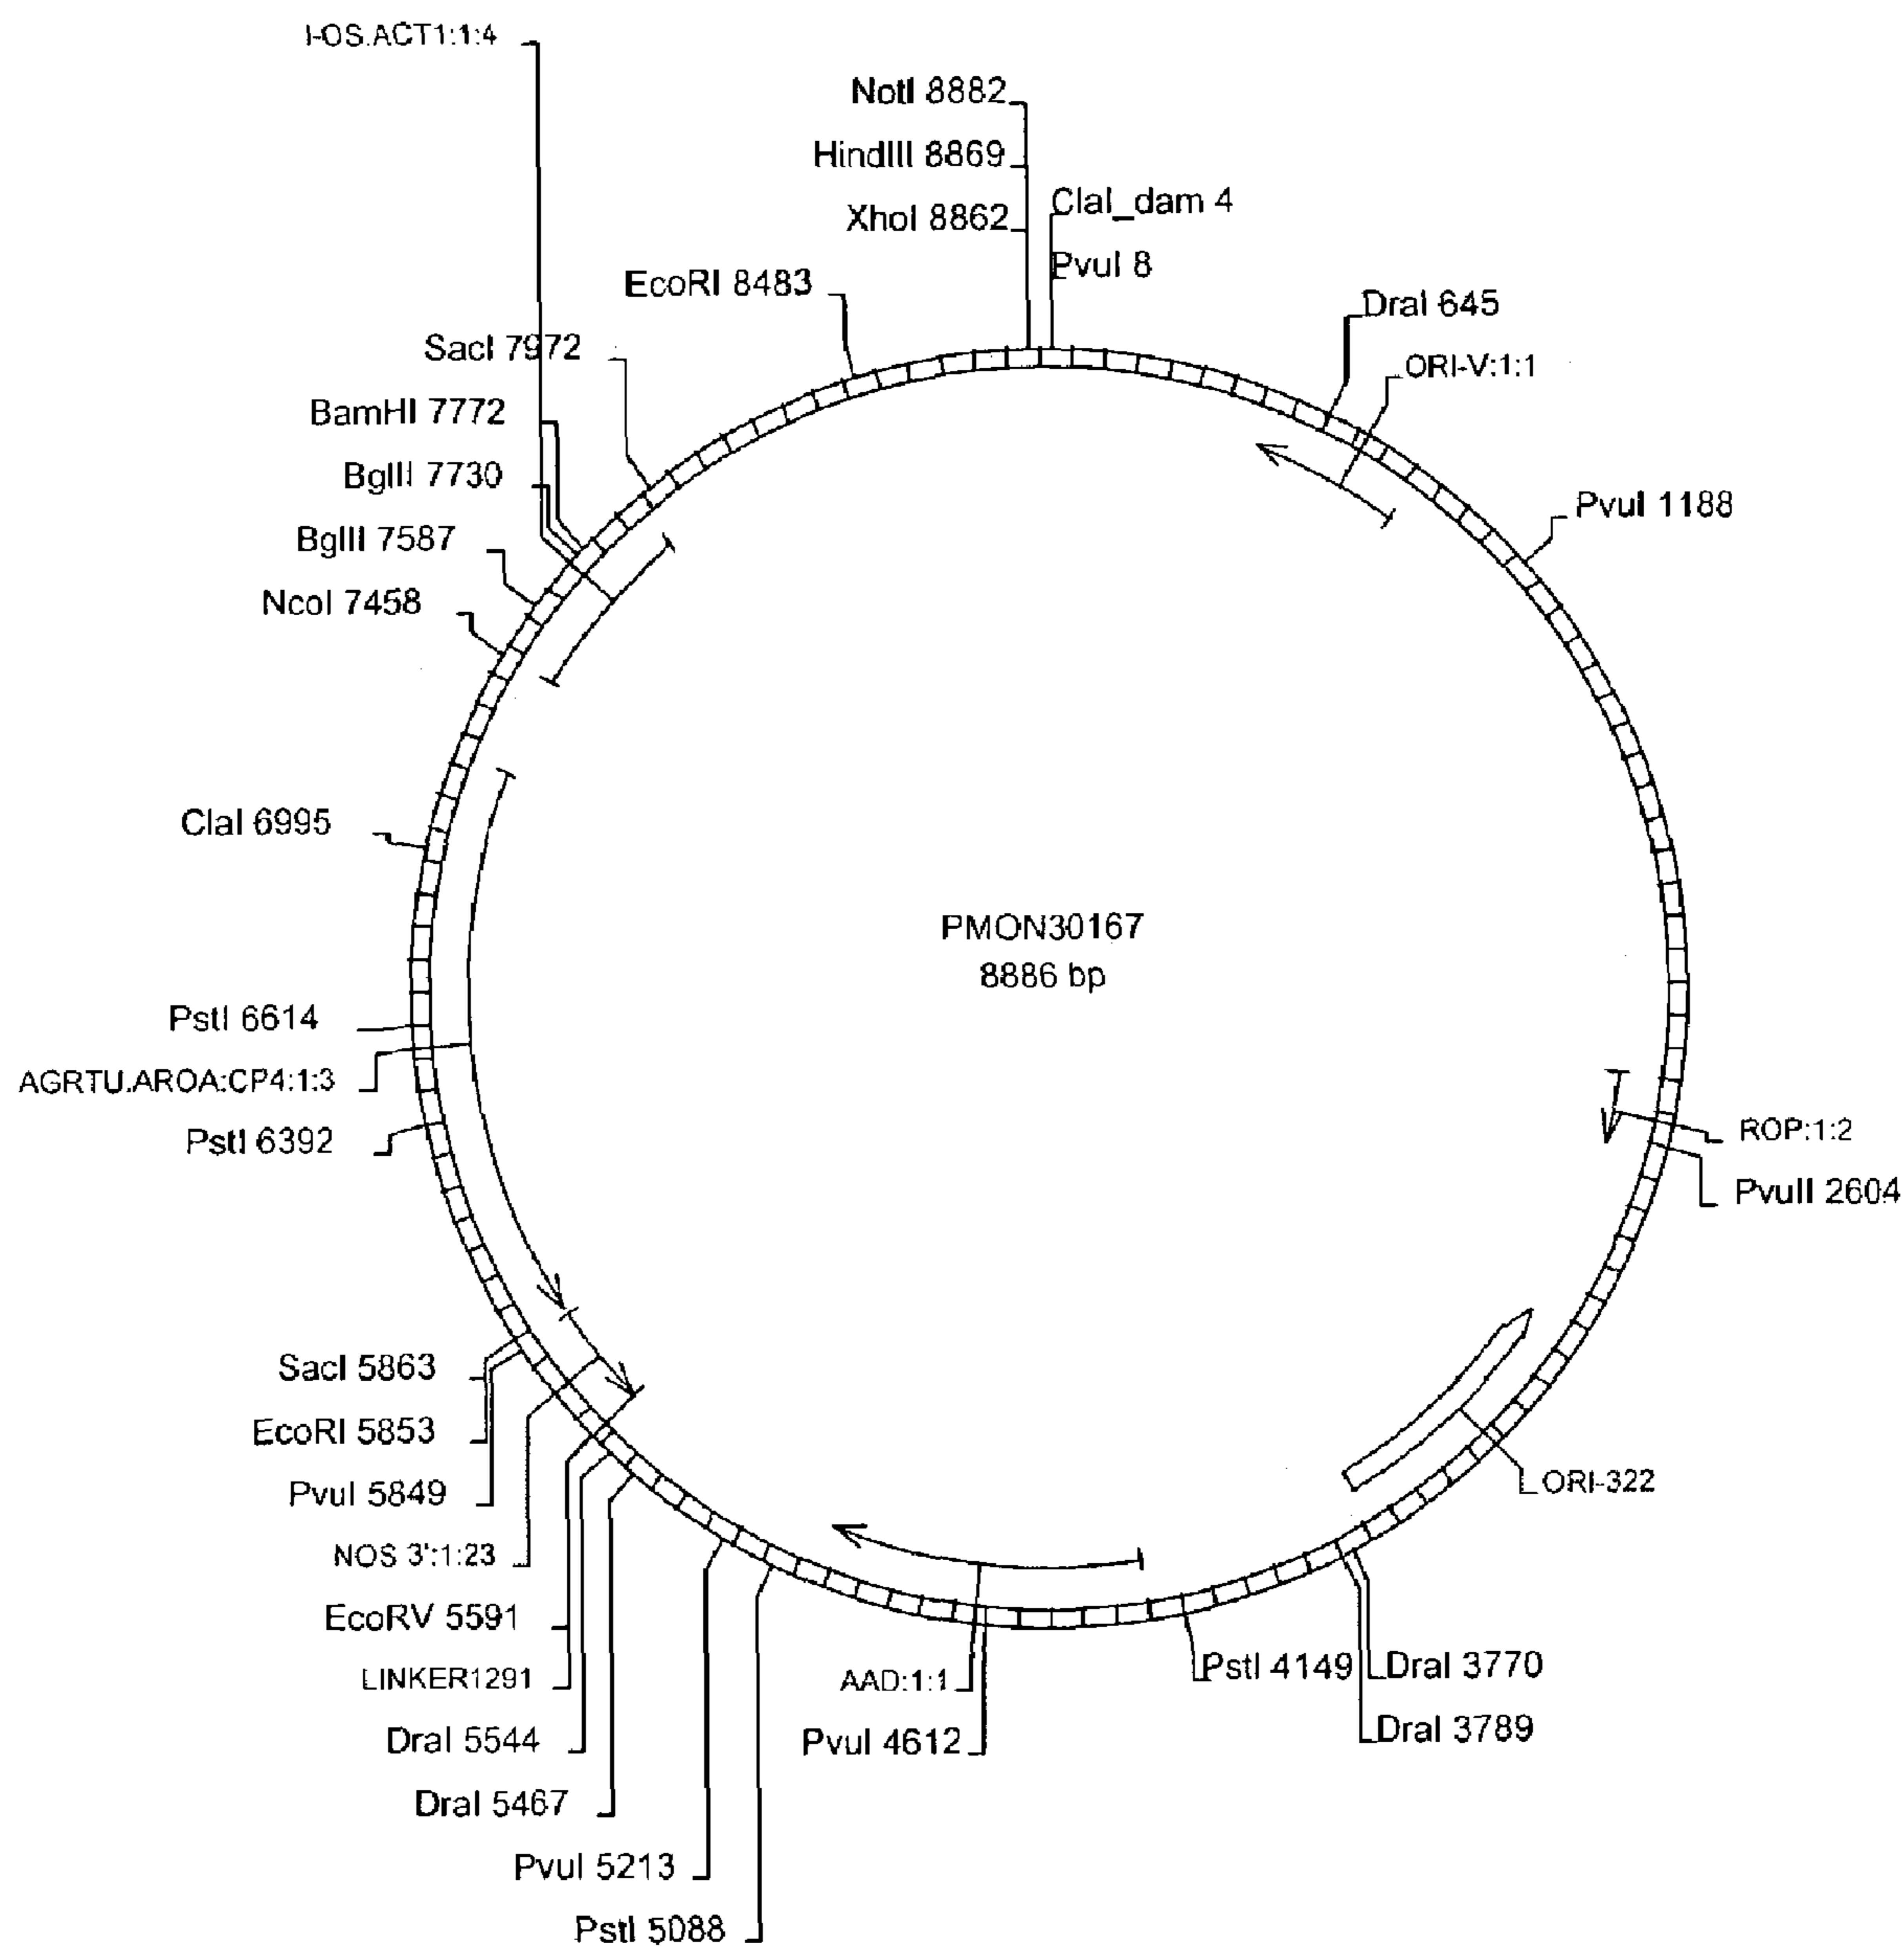 I-OS.ACT1:1:4
NotI 8882
HindIII 8869
XhoI 8862
ClaI_dam 4
PvuI 8
EcoRI 8483
DraI 645
SacI 7972
ORI-V:1:1
BamHI 7772
BglII 7730
PvuI 1188
BglII 7587
NcoI 7458
ClaI 6995
PMON30167
8886 bp
PstI 6614
AGRTU.AROA:CP4:1:3
PstI 6392
ROP:1:2
PvuII 2604
SacI 5863
EcoRI 5853
PvuI 5849
ORI-322
NOS 3':1:23
EcoRV 5591
LINKER1291
AAD:1:1
PstI 4149
DraI 3770
DraI 5544
PvuI 4612
DraI 3789
DraI 5467
PvuI 5213
PstI 5088